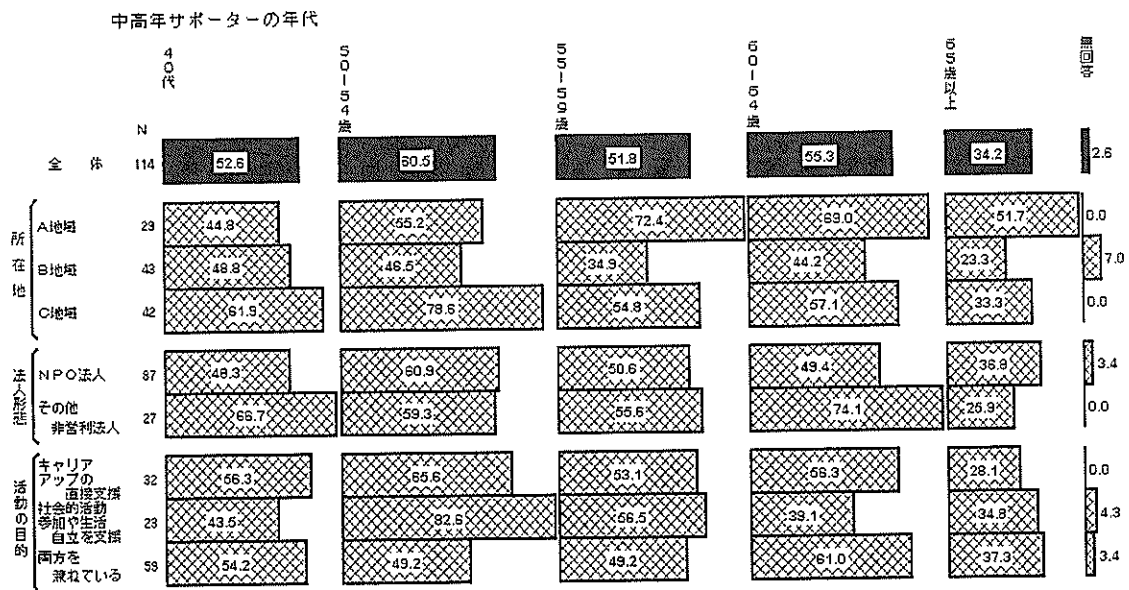 中高年サポーターの年代
40代
50-54歳
55-59歳
60-64歳
65歳以上
無回答
N
全体 114 52.6 60.5 51.8 55.3 34.2 2.6
所在地
A地域 29 44.8 55.2 72.4 69.0 51.7 0.0
B地域 43 48.8 46.5 34.9 44.2 23.3 7.0
C地域 42 61.9 78.6 54.8 57.1 33.3 0.0
法人形態
NPO法人 87 48.3 60.9 50.6 49.4 36.8 3.4
その他
非営利法人 27 66.7 59.3 55.6 74.1 25.9 0.0
活動の目的
キャリア
アップの
直接支援 32 56.3 65.6 53.1 56.3 28.1 0.0
社会的活動
参加や生活
自立を支援 23 43.5 82.6 56.5 39.1 34.8 4.3
両方を
兼ねている 59 54.2 49.2 49.2 61.0 37.3 3.4